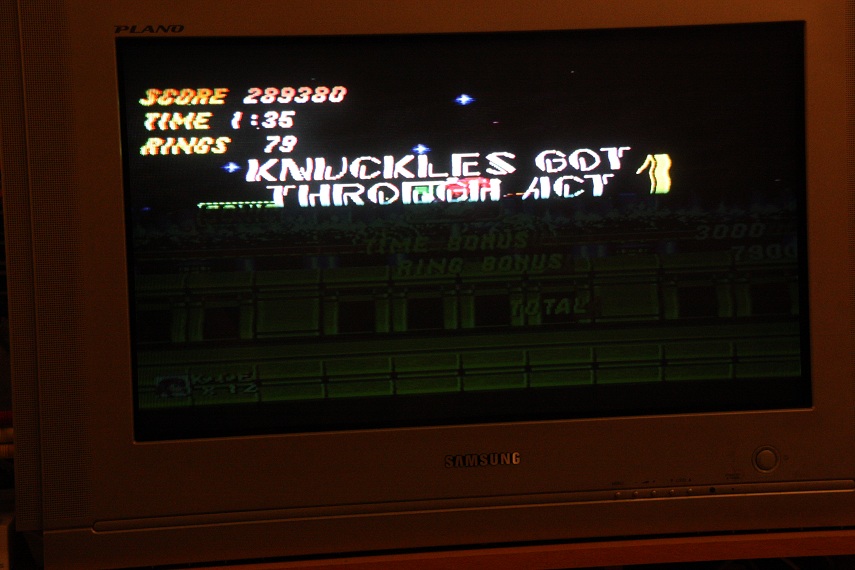 PLANO
SCORE 289380
TIME 1:35
RINGS 79
KNUCKLES GOT
THROUGH ACT 1
TIME BONUS 3000
RING BONUS 7900
TOTAL
SAMSUNG